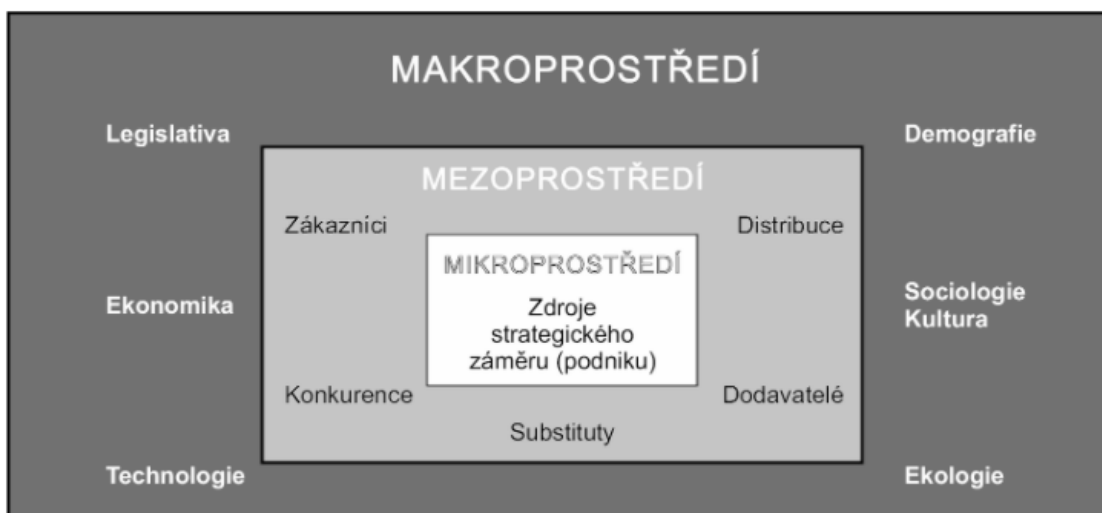 MAKROPROSTŘEDÍ
Legislativa
Demografie
MEZOPROSTŘEDÍ
Zákazníci
Distribuce
MIKROPROSTŘEDÍ
Zdroje
strategického
záměru (podniku)
Ekonomika
Sociologie
Kultura
Konkurence
Dodavatelé
Substituty
Technologie
Ekologie